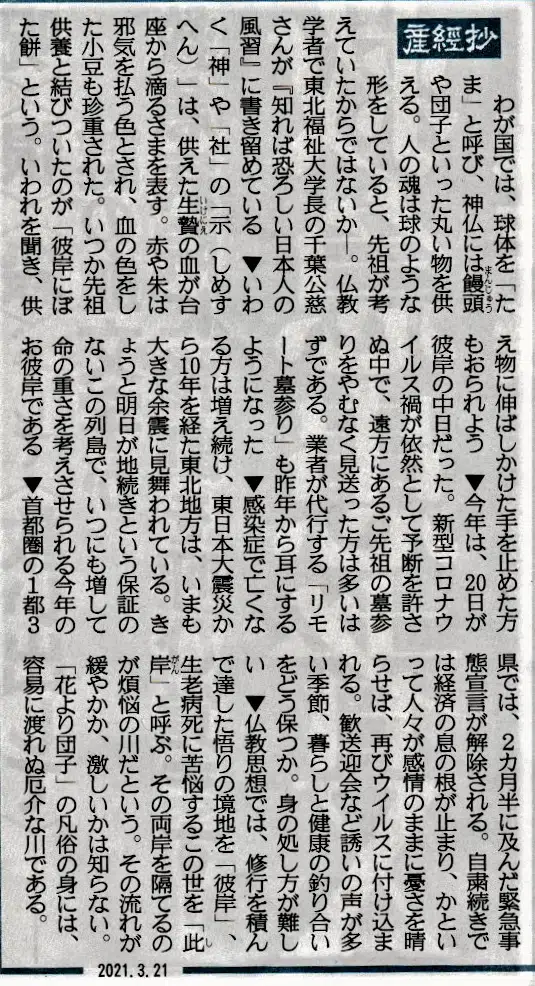 産經抄
わが国では、球体を「た
ま」と呼び、神仏には饅頭
まんじゅう
や団子といった丸い物を供
える。人の魂は球のような
形をしていると、先祖が考
えていたからではないか―。仏教
学者で東北福祉大学長の千葉公慈
さんが『知れば恐ろしい日本人の
風習』に書き留めている ▼いわ
く「神」や「社」の「示(しめす
へん)」は、供えた生贄の血が台
いけにえ
座から滴るさまを表す。赤や朱は
邪気を払う色とされ、血の色をし
た小豆も珍重された。いつか先祖
供養と結びついたのが「彼岸にぼ
た餅」という。いわれを聞き、供
え物に伸ばしかけた手を止めた方
もおられよう ▼今年は、20日が
彼岸の中日だった。新型コロナウ
イルス禍が依然として予断を許さ
ぬ中で、遠方にあるご先祖の墓参
りをやむなく見送った方は多いは
ずである。業者が代行する「リモ
ート墓参り」も昨年から耳にする
ようになった ▼感染症で亡くな
る方は増え続け、東日本大震災か
ら10年を経た東北地方は、いまも
大きな余震に見舞われている。き
ょうと明日が地続きという保証の
ないこの列島で、いつにも増して
命の重さを考えさせられる今年の
お彼岸である ▼首都圏の1都3
県では、2カ月半に及んだ緊急事
態宣言が解除される。自粛続きで
は経済の息の根が止まり、かとい
って人々が感情のままに憂さを晴
らせば、再びウイルスに付け込ま
れる。歓送迎会など誘いの声が多
い季節、暮らしと健康の釣り合い
をどう保つか。身の処し方が難し
い ▼仏教思想では、修行を積ん
で達した悟りの境地を「彼岸」、
生老病死に苦悩するこの世を「此
岸」と呼ぶ。その両岸を隔てるの
しがん
が煩悩の川だという。その流れが
緩やかか、激しいかは知らない。
「花より団子」の凡俗の身には、
容易に渡れぬ厄介な川である。
2021.3.21